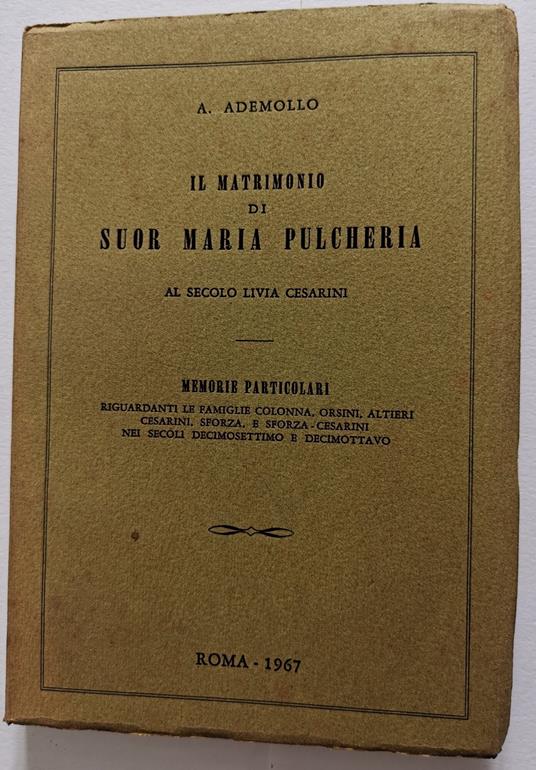 A. ADEMOLLO
IL MATRIMONIO
DI
SUOR MARIA PULCHERIA
AL SECOLO LIVIA CESARINI
MEMORIE PARTICOLARI
RIGUARDANTI LE FAMIGLIE COLONNA, ORSINI, ALTIERI
CESARINI, SFORZA, E SFORZA-CESARINI
NEI SECOLI DECIMOSETTIMO E DECIMOTTAVO
ROMA - 1967